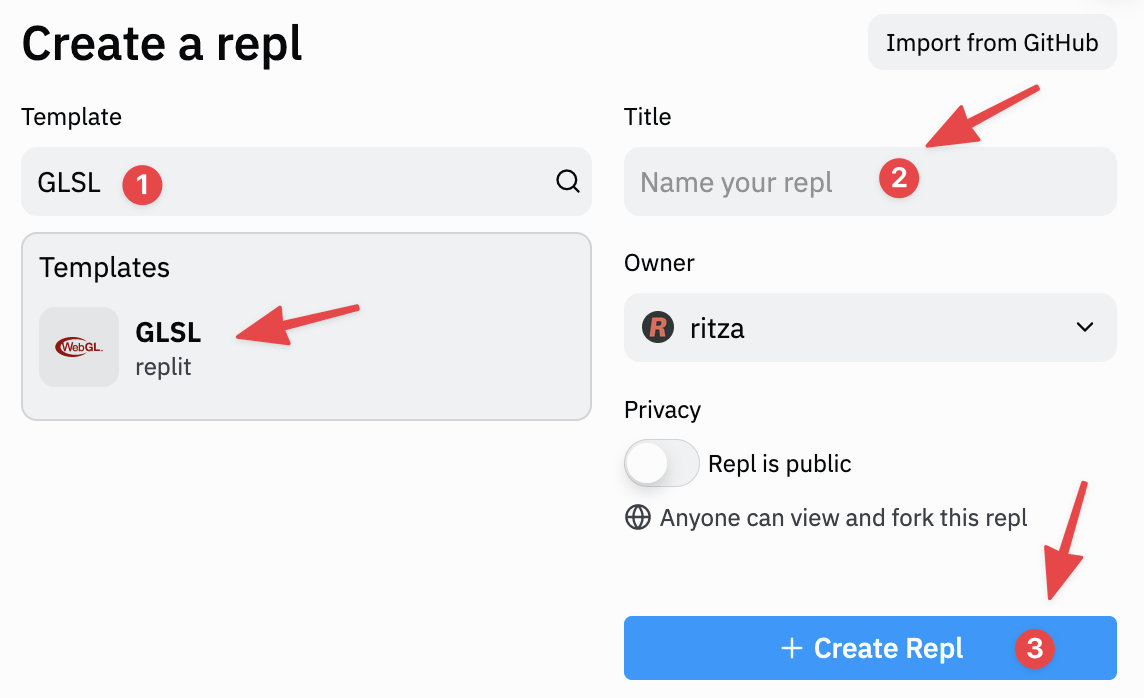 Create a repl
Import from GitHub
Template
GLSL 1
Templates
WebGL.
GLSL
replit
Title
Name your repl 2
Owner
R ritza
Privacy
Repl is public
Anyone can view and fork this repl
+ Create Repl 3